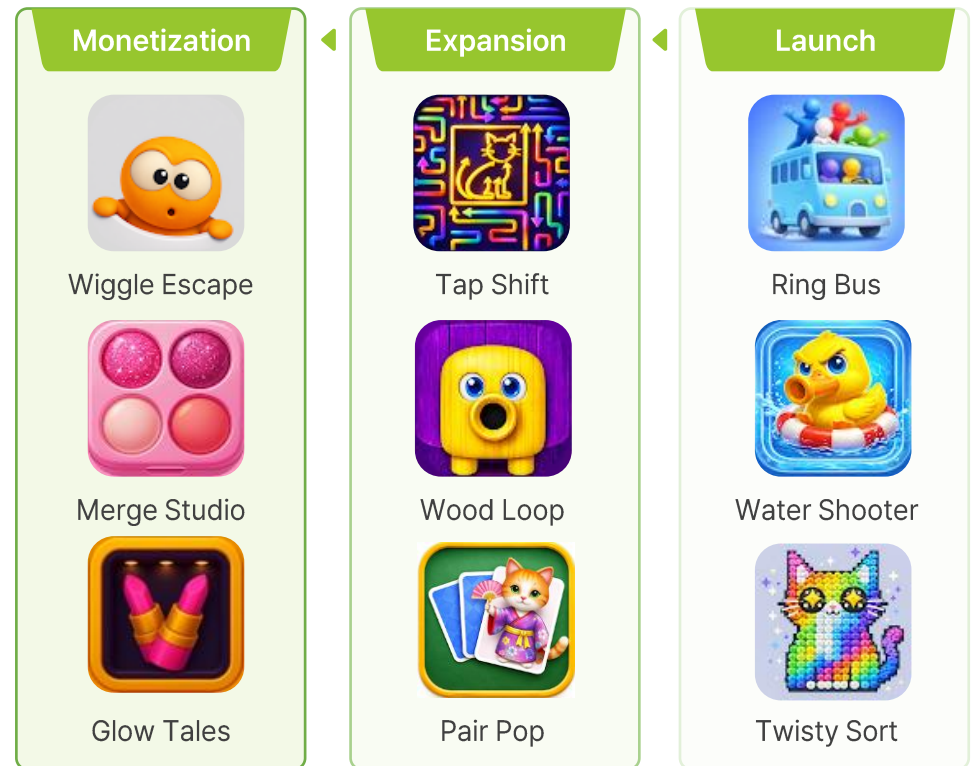 Monetization
Expansion
Launch
Wiggle Escape
Tap Shift
Ring Bus
Merge Studio
Wood Loop
Water Shooter
Glow Tales
Pair Pop
Twisty Sort